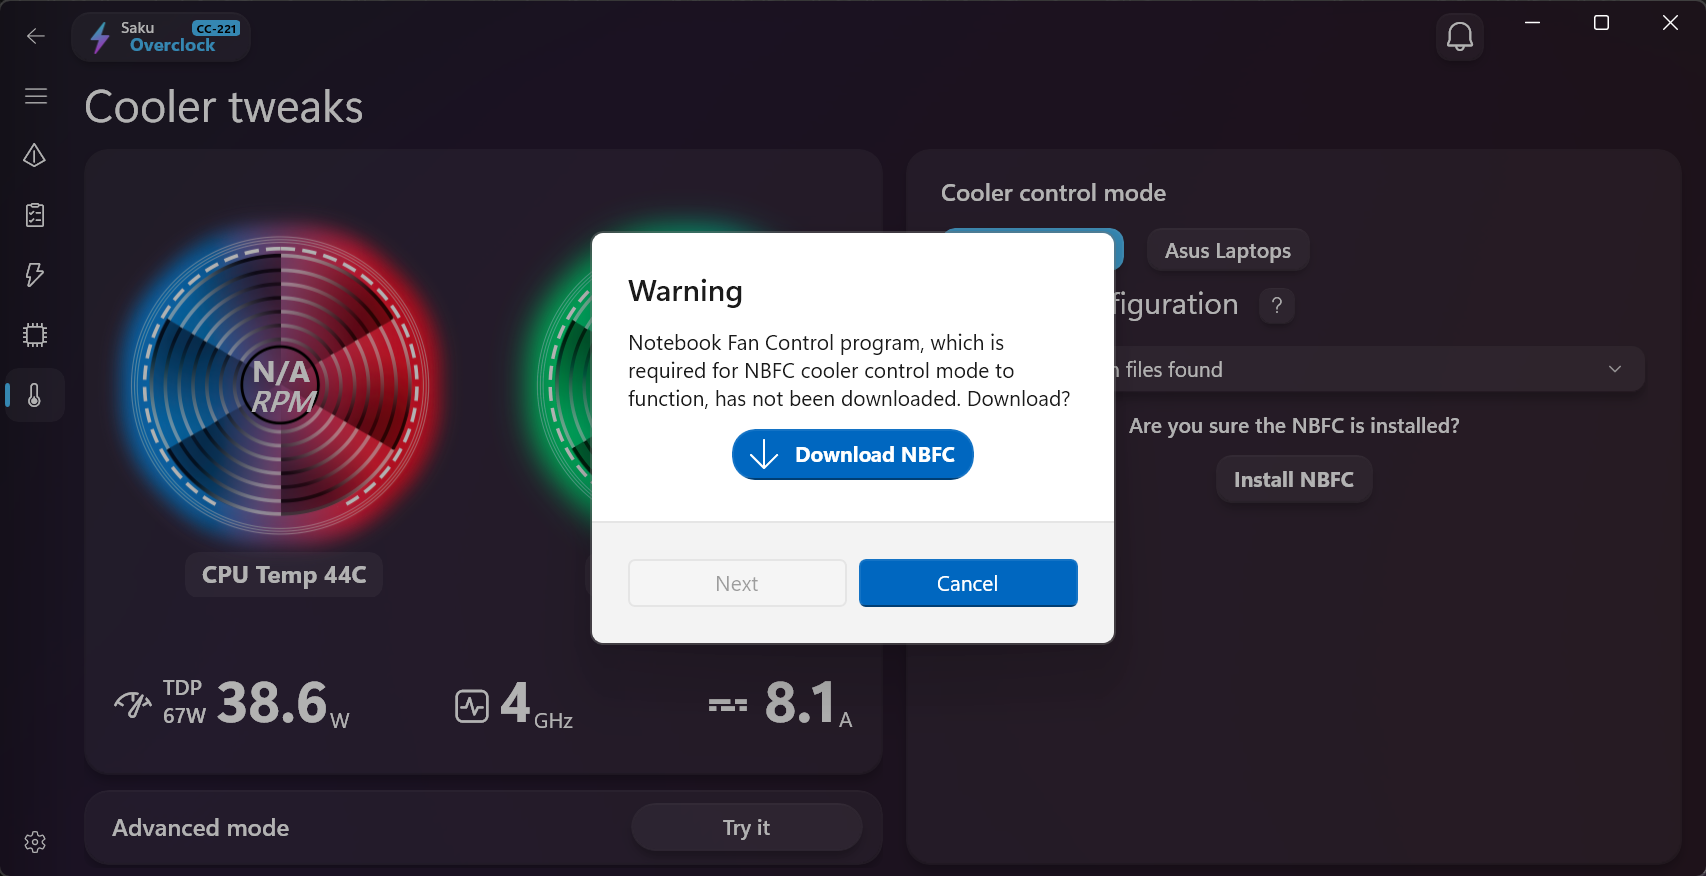 Saku
CC-221
Overclock
Cooler tweaks
N/A
RPM
CPU Temp 44C
TDP
67W
38.6 W
4 GHz
8.1 A
Advanced mode
Try it
Cooler control mode
Asus Laptops
figuration
?
files found
Are you sure the NBFC is installed?
Install NBFC
Warning
Notebook Fan Control program, which is
required for NBFC cooler control mode to
function, has not been downloaded. Download?
Download NBFC
Next
Cancel